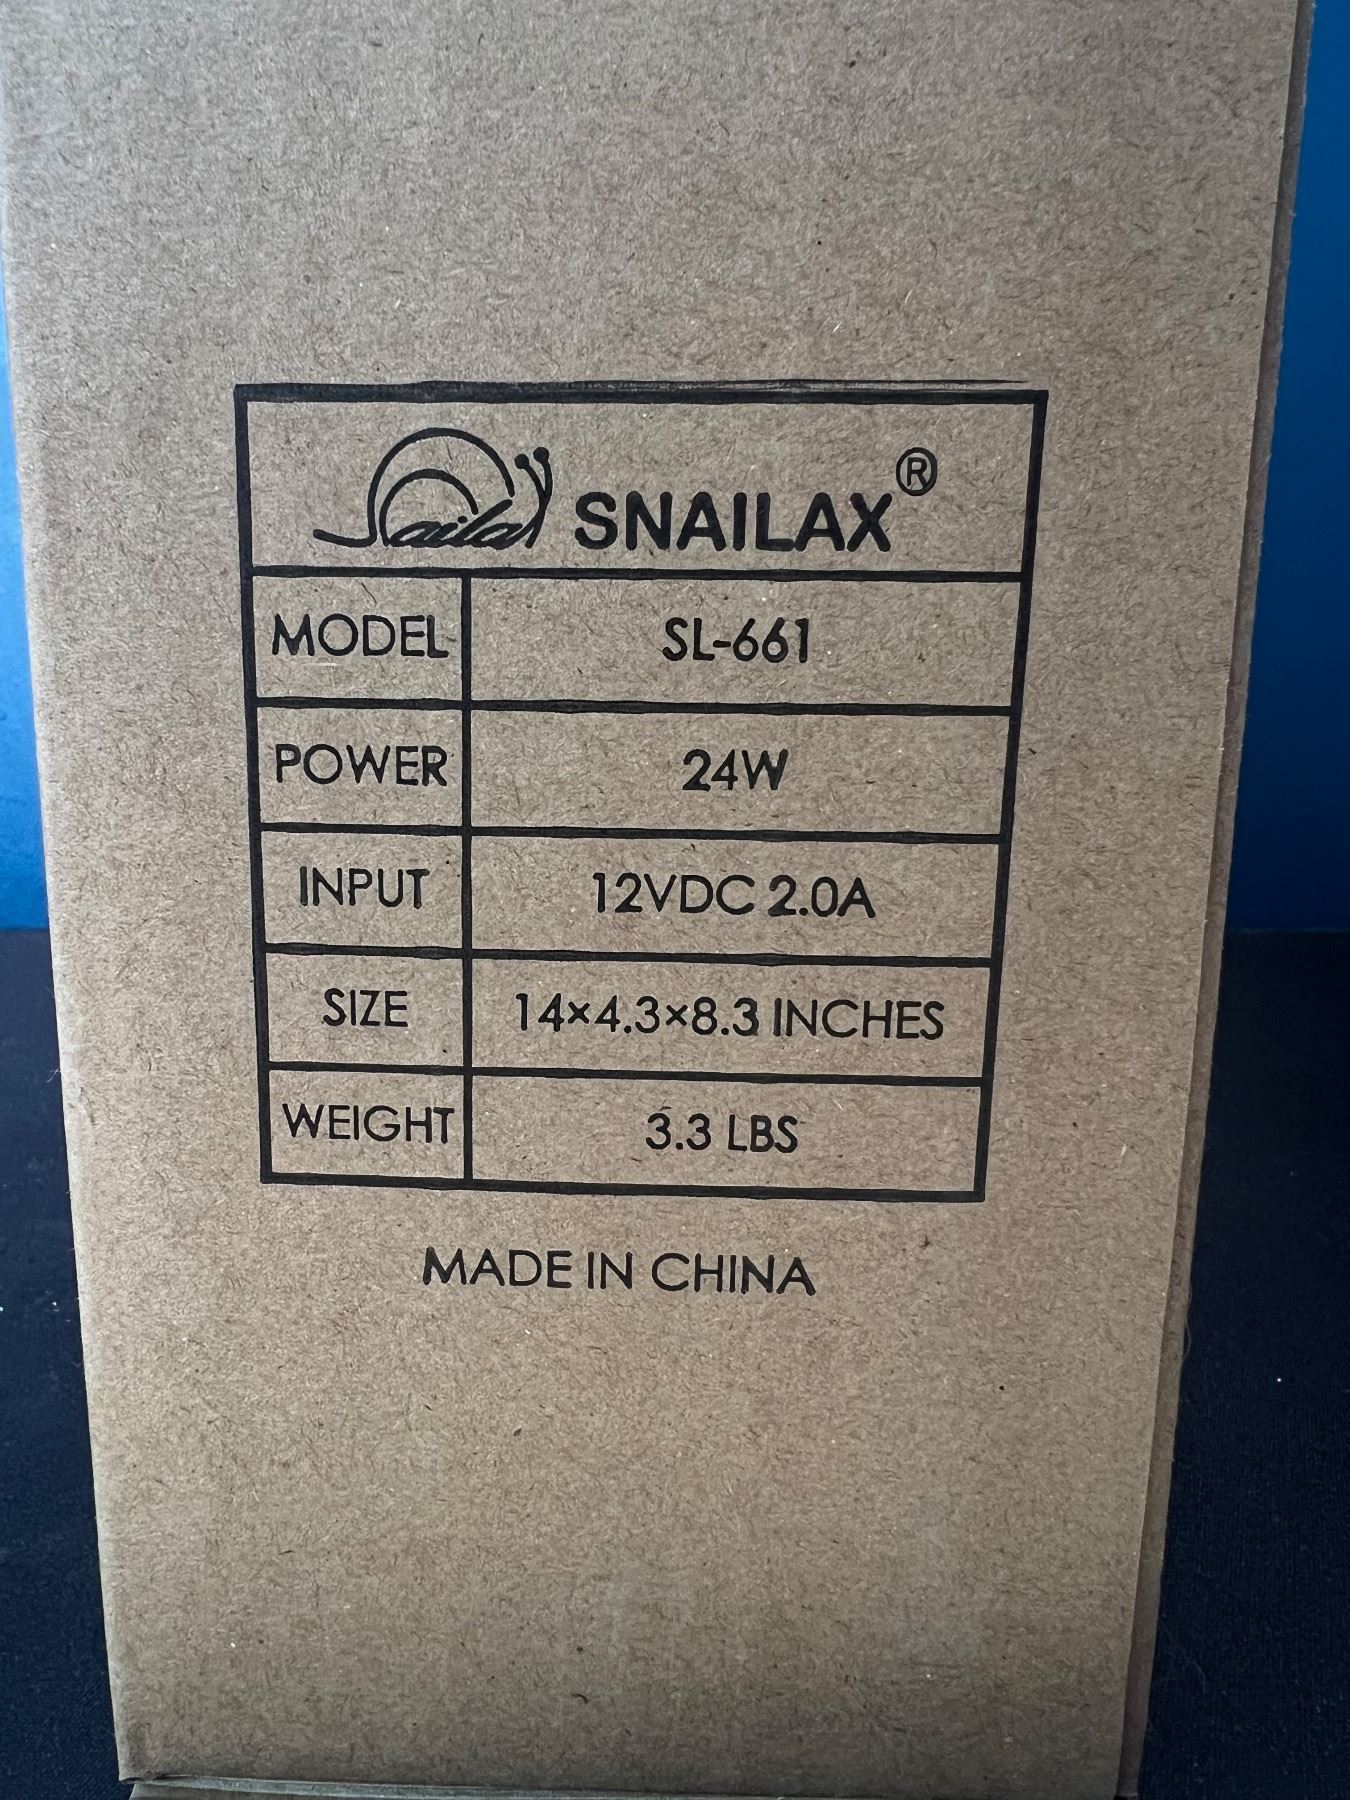 Snailax SNAILAX®
MODEL SL-661
POWER 24W
INPUT 12VDC 2.0A
SIZE 14×4.3×8.3 INCHES
WEIGHT 3.3 LBS
MADE IN CHINA